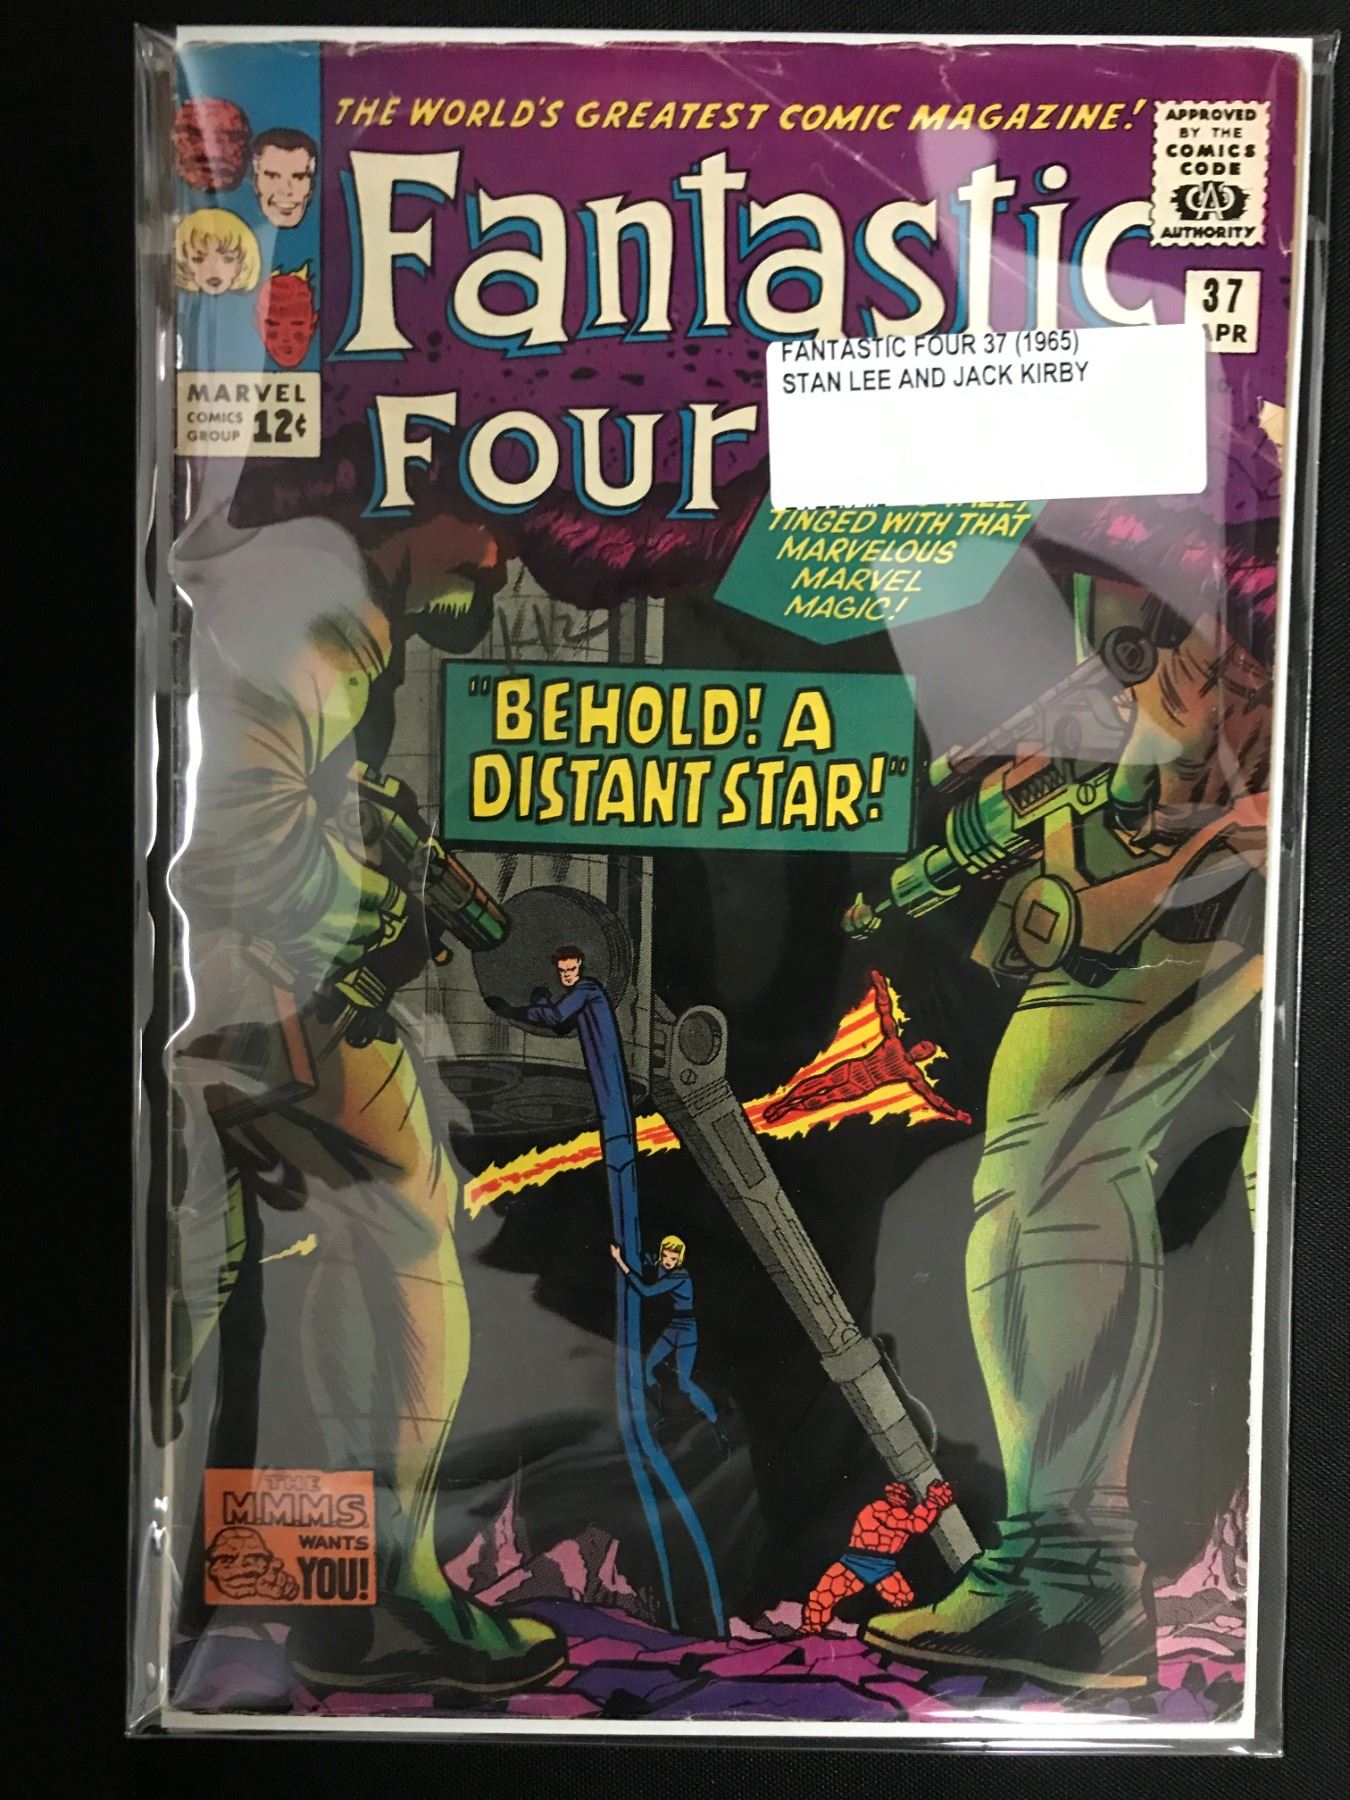 THE WORLD'S GREATEST COMIC MAGAZINE!
APPROVED
BY THE
COMICS
CODE
AUTHORITY
Fantastic
Four
37
APR
MARVEL
COMICS
GROUP
12¢
FANTASTIC FOUR 37 (1965)
STAN LEE AND JACK KIRBY
TINGED WITH THAT
MARVELOUS
MARVEL
MAGIC!
"BEHOLD! A
DISTANT STAR!"
THE
M.M.M.S.
WANTS
YOU!